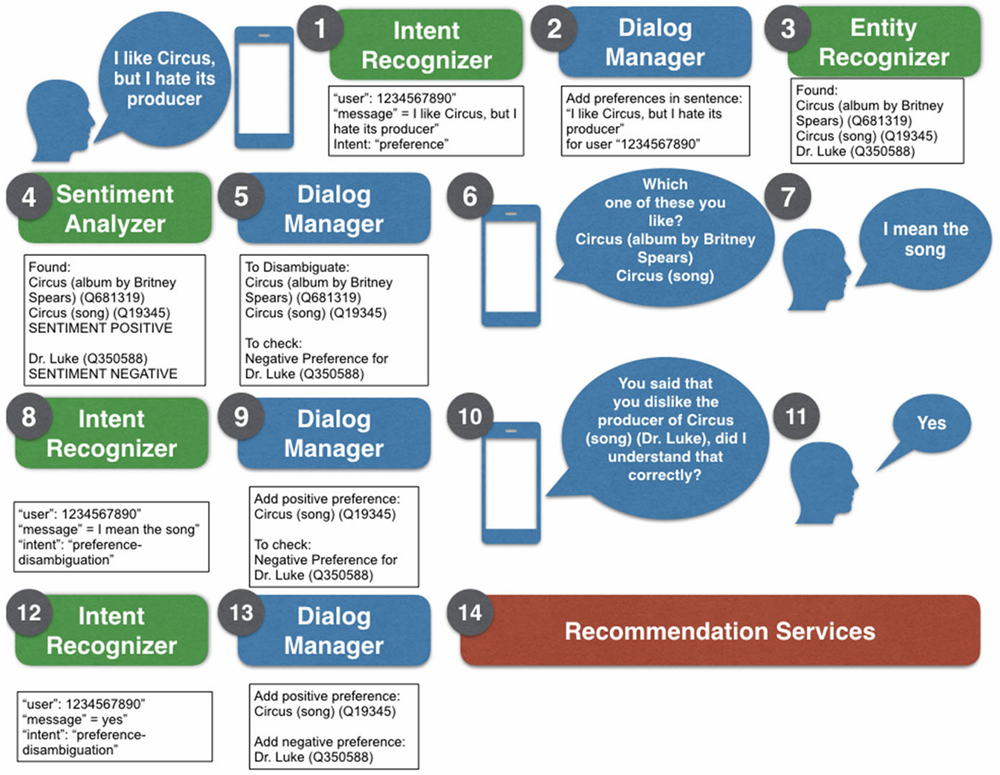 I like Circus,
but I hate its
producer
1
Intent
Recognizer
"user": 1234567890"
"message" = I like Circus, but I
hate its producer"
Intent: "preference"
2
Dialog
Manager
Add preferences in sentence:
"I like Circus, but I hate its
producer"
for user "1234567890"
3
Entity
Recognizer
Found:
Circus (album by Britney
Spears) (Q681319)
Circus (song) (Q19345)
Dr. Luke (Q350588)
4
Sentiment
Analyzer
Found:
Circus (album by Britney
Spears) (Q681319)
Circus (song) (Q19345)
SENTIMENT POSITIVE
Dr. Luke (Q350588)
SENTIMENT NEGATIVE
5
Dialog
Manager
To Disambiguate:
Circus (album by Britney
Spears) (Q681319)
Circus (song) (Q19345)
To check:
Negative Preference for
Dr. Luke (Q350588)
6
Which
one of these you
like?
Circus (album by Britney
Spears)
Circus (song)
7
I mean the
song
8
Intent
Recognizer
"user": 1234567890"
"message" = I mean the song"
"intent": "preference-
disambiguation"
9
Dialog
Manager
Add positive preference:
Circus (song) (Q19345)
To check:
Negative Preference for
Dr. Luke (Q350588)
10
You said that
you dislike the
producer of Circus
(song) (Dr. Luke), did I
understand that
correctly?
11
Yes
12
Intent
Recognizer
"user": 1234567890"
"message" = yes"
"intent": "preference-
disambiguation"
13
Dialog
Manager
Add positive preference:
Circus (song) (Q19345)
Add negative preference:
Dr. Luke (Q350588)
14
Recommendation Services